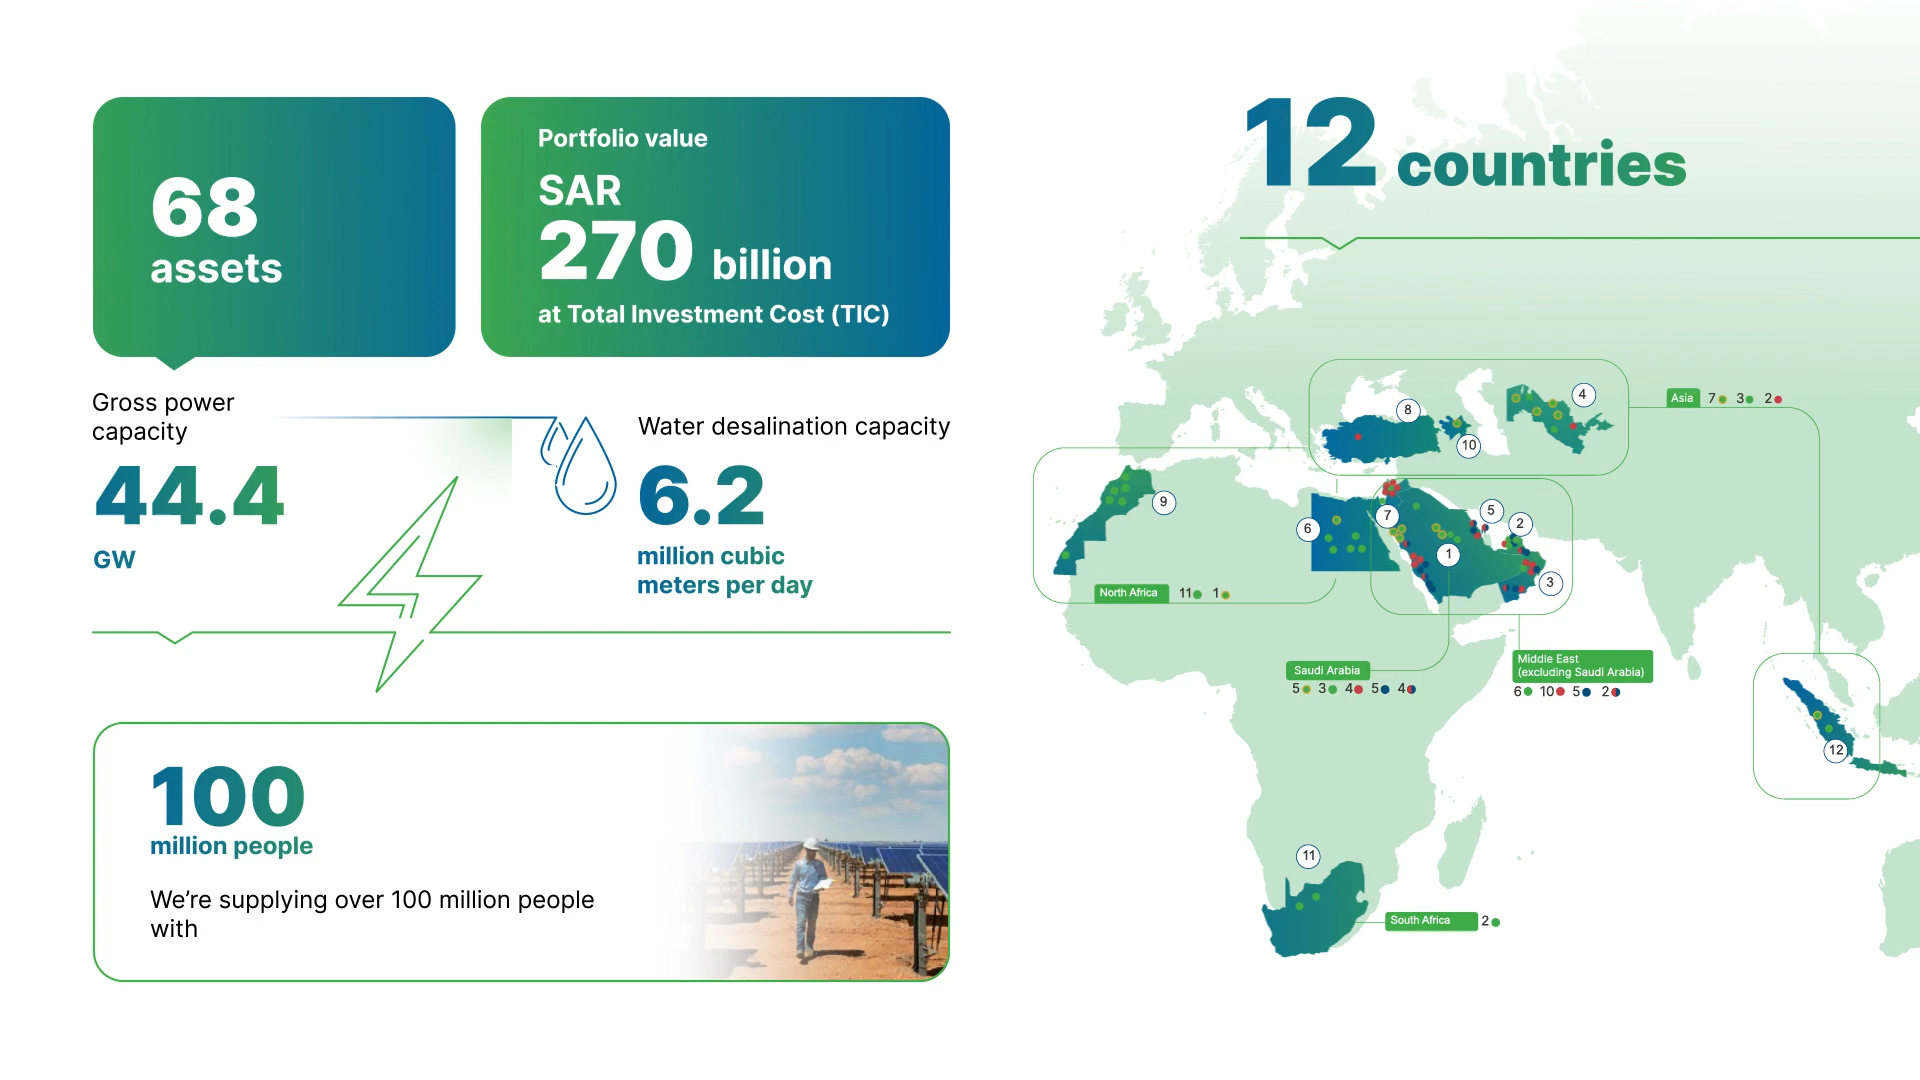 68
assets
Portfolio value
SAR
270 billion
at Total Investment Cost (TIC)
Gross power
capacity
44.4
GW
Water desalination capacity
6.2
million cubic
meters per day
100
million people
We’re supplying over 100 million people
with
12 countries
4
Asia 7 3 2
8
10
9
5
6
7
2
1
3
North Africa 11 1
Saudi Arabia
5 3 4 5 4
Middle East
(excluding Saudi Arabia)
6 10 5 2
12
11
South Africa 2